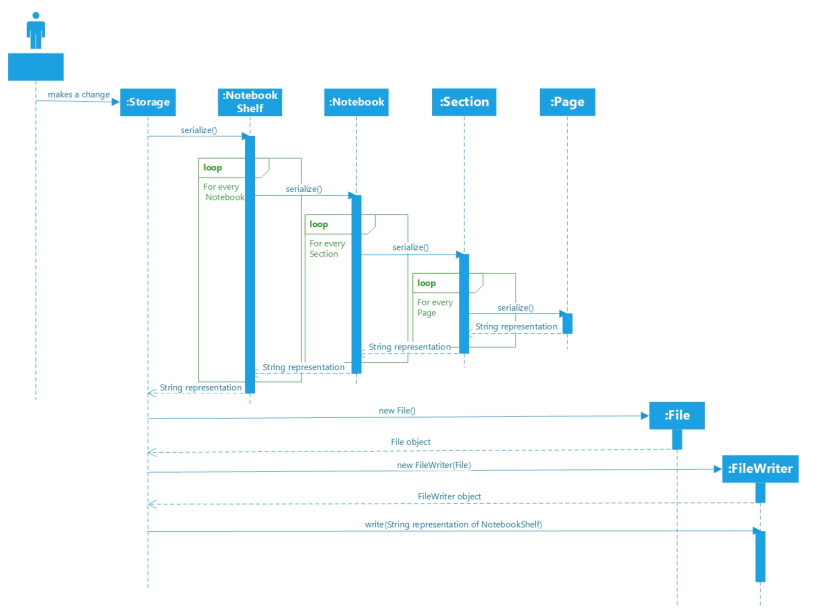 makes a change
:Storage
:Notebook
Shelf
:Notebook
:Section
:Page
serialize()
loop
For every
Notebook
serialize()
loop
For every
Section
serialize()
loop
For every
Page
serialize()
String representation
String representation
String representation
String representation
new File()
:File
File object
new FileWriter(File)
:FileWriter
FileWriter object
write(String representation of NotebookShelf)